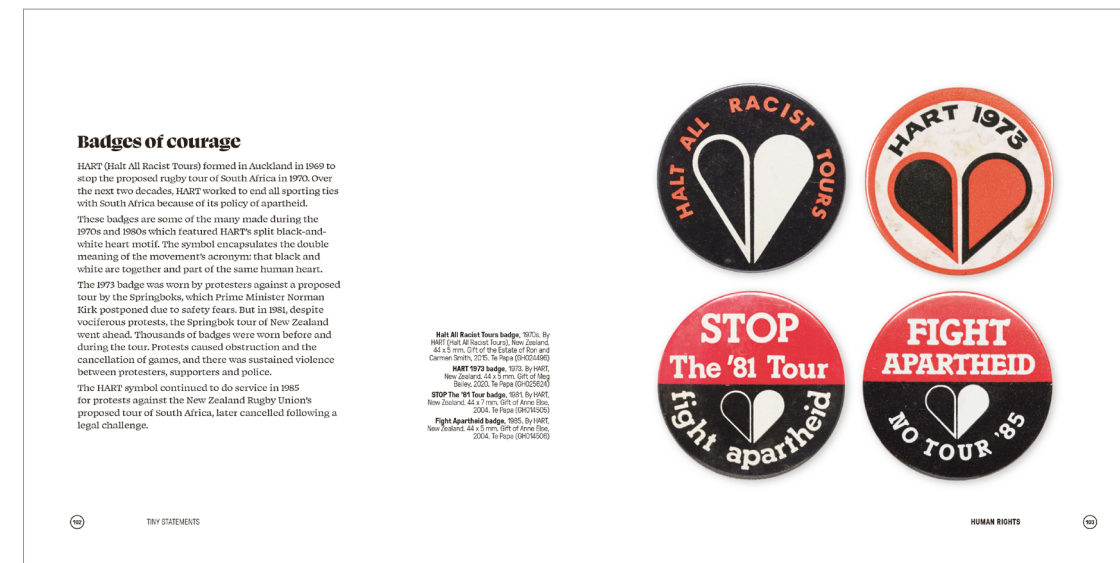 Badges of courage
HART (Halt All Racist Tours) formed in Auckland in 1969 to
stop the proposed rugby tour of South Africa in 1970. Over
the next two decades, HART worked to end all sporting ties
with South Africa because of its policy of apartheid.
These badges are some of the many made during the
1970s and 1980s which featured HART's split black-and-
white heart motif. The symbol encapsulates the double
meaning of the movement's acronym: that black and
white are together and part of the same human heart.
The 1973 badge was worn by protesters against a proposed
tour by the Springboks, which Prime Minister Norman
Kirk postponed due to safety fears. But in 1981, despite
vociferous protests, the Springbok tour of New Zealand
went ahead. Thousands of badges were worn before and
during the tour. Protests caused obstruction and the
cancellation of games, and there was sustained violence
between protesters, supporters and police.
The HART symbol continued to do service in 1985
for protests against the New Zealand Rugby Union's
proposed tour of South Africa, later cancelled following a
legal challenge.
Halt All Racist Tours badge, 1970s. By
HART (Halt All Racist Tours), New Zealand.
44 x 5 mm. Gift of the Estate of Ron and
Carmen Smith, 2015. Te Papa (GH024496)
HART 1973 badge, 1973. By HART,
New Zealand. 44 x 5 mm. Gift of Meg
Bailey, 2020. Te Papa (GH025624)
STOP The '81 Tour badge, 1981. By HART,
New Zealand. 44 x 7 mm. Gift of Anne Else,
2004. Te Papa (GH014505)
Fight Apartheid badge, 1985. By HART,
New Zealand. 44 x 5 mm. Gift of Anne Else,
2004. Te Papa (GH014506)
HALT ALL RACIST TOURS
HART 1973
STOP
The '81 Tour
fight apartheid
FIGHT
APARTHEID
NO TOUR '85
102
TINY STATEMENTS
HUMAN RIGHTS
103